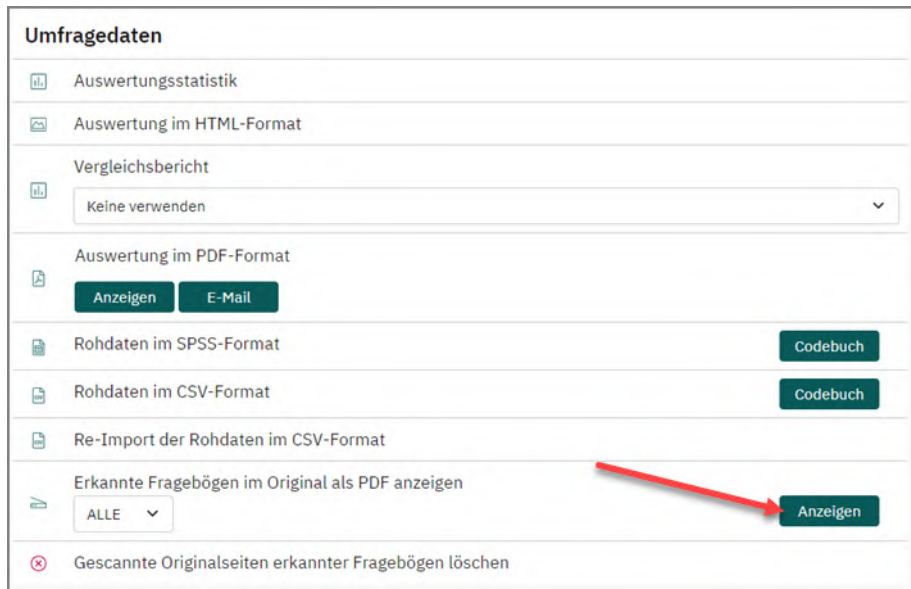 Umfragedaten
Auswertungsstatistik
Auswertung im HTML-Format
Vergleichsbericht
Keine verwenden
Auswertung im PDF-Format
Anzeigen E-Mail
Rohdaten im SPSS-Format Codebuch
Rohdaten im CSV-Format Codebuch
Re-Import der Rohdaten im CSV-Format
Erkannte Fragebögen im Original als PDF anzeigen
ALLE Anzeigen
Gescannte Originalseiten erkannter Fragebögen löschen